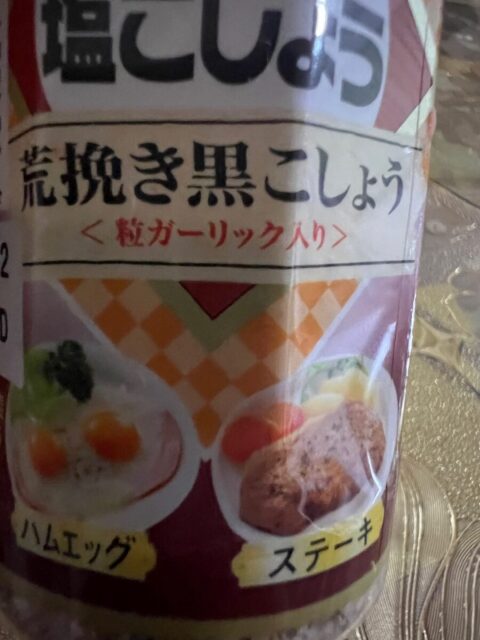 塩こしょう
荒挽き黒こしょう
<粒ガーリック入り>
ハムエッグ
ステーキ